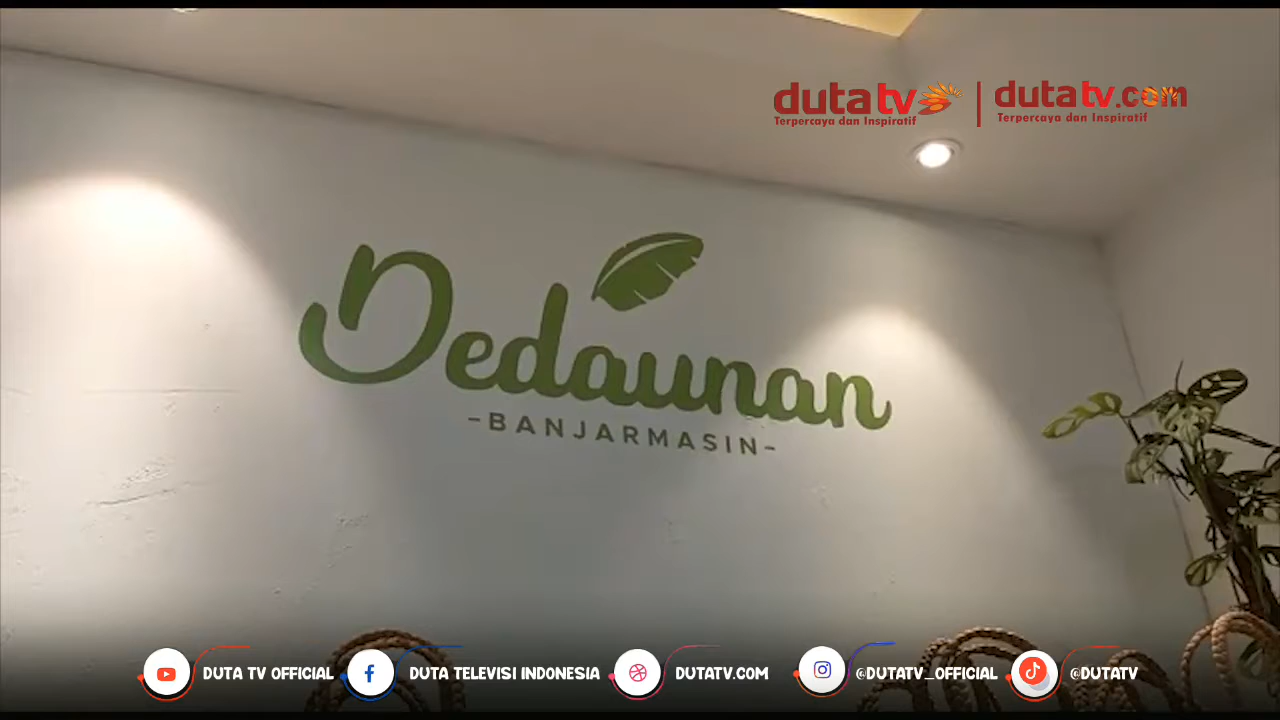 dutatv
Terpercaya dan Inspiratif
dutatv.com
Terpercaya dan Inspiratif
Dedaunan
-BANJARMASIN-
DUTA TV OFFICIAL
DUTA TELEVISI INDONESIA
DUTATV.COM
@DUTATV_OFFICIAL
@DUTATV